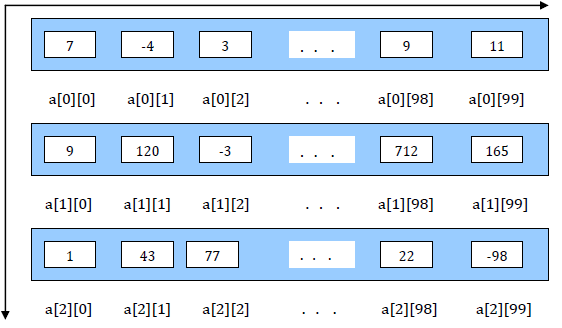 7 -4 3 . . . 9 11
a[0][0] a[0][1] a[0][2] . . . a[0][98] a[0][99]
9 120 -3 . . . 712 165
a[1][0] a[1][1] a[1][2] . . . a[1][98] a[1][99]
1 43 77 . . . 22 -98
a[2][0] a[2][1] a[2][2] . . . a[2][98] a[2][99]